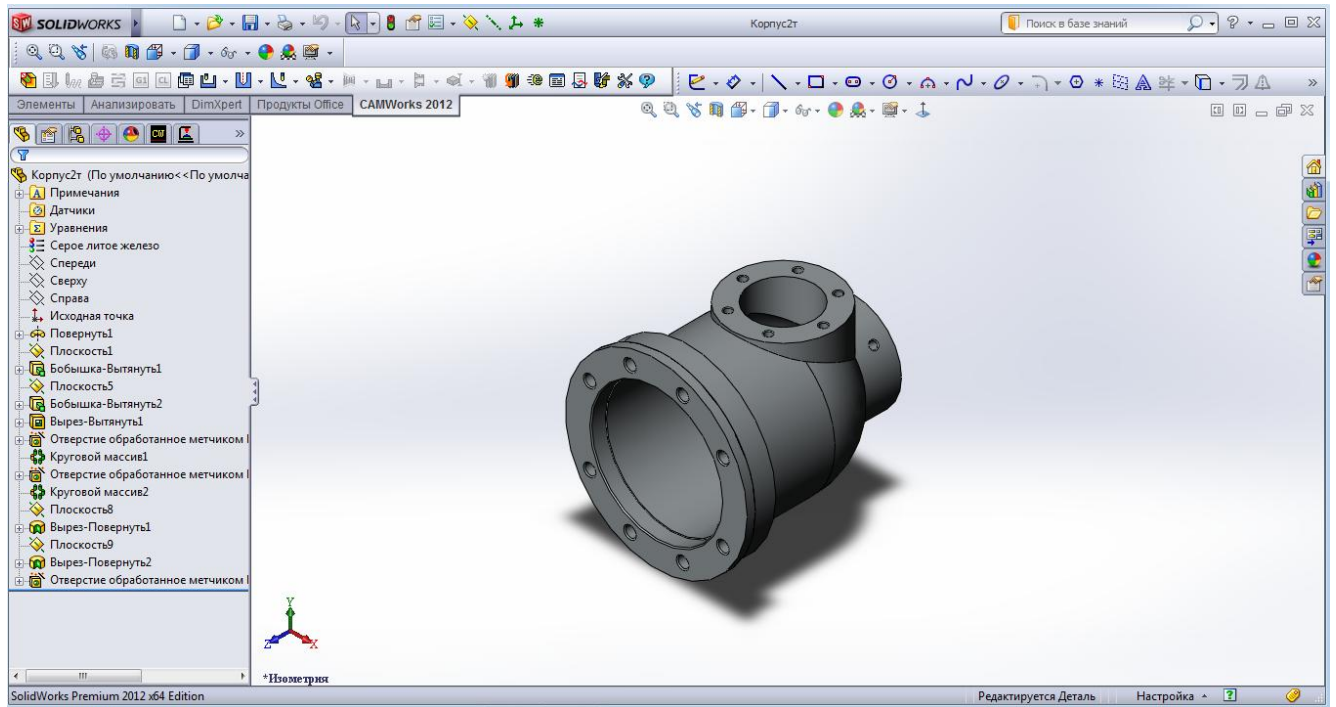 SOLIDWORKS
Корпус2т
Поиск в базе знаний
Элементы Анализировать DimXpert Продукты Office CAMWorks 2012
Корпус2т (По умолчанию<<По умолча
Примечания
Датчики
Уравнения
Серое литое железо
Спереди
Сверху
Справа
Исходная точка
Повернуть1
Плоскость1
Бобышка-Вытянуть1
Плоскость5
Бобышка-Вытянуть2
Вырез-Вытянуть1
Отверстие обработанное метчиком
Круговой массив1
Отверстие обработанное метчиком
Круговой массив2
Плоскость8
Вырез-Повернуть1
Плоскость9
Вырез-Повернуть2
Отверстие обработанное метчиком
Y
Z X
*Изометрия
SolidWorks Premium 2012 x64 Edition Редактируется Деталь Настройка